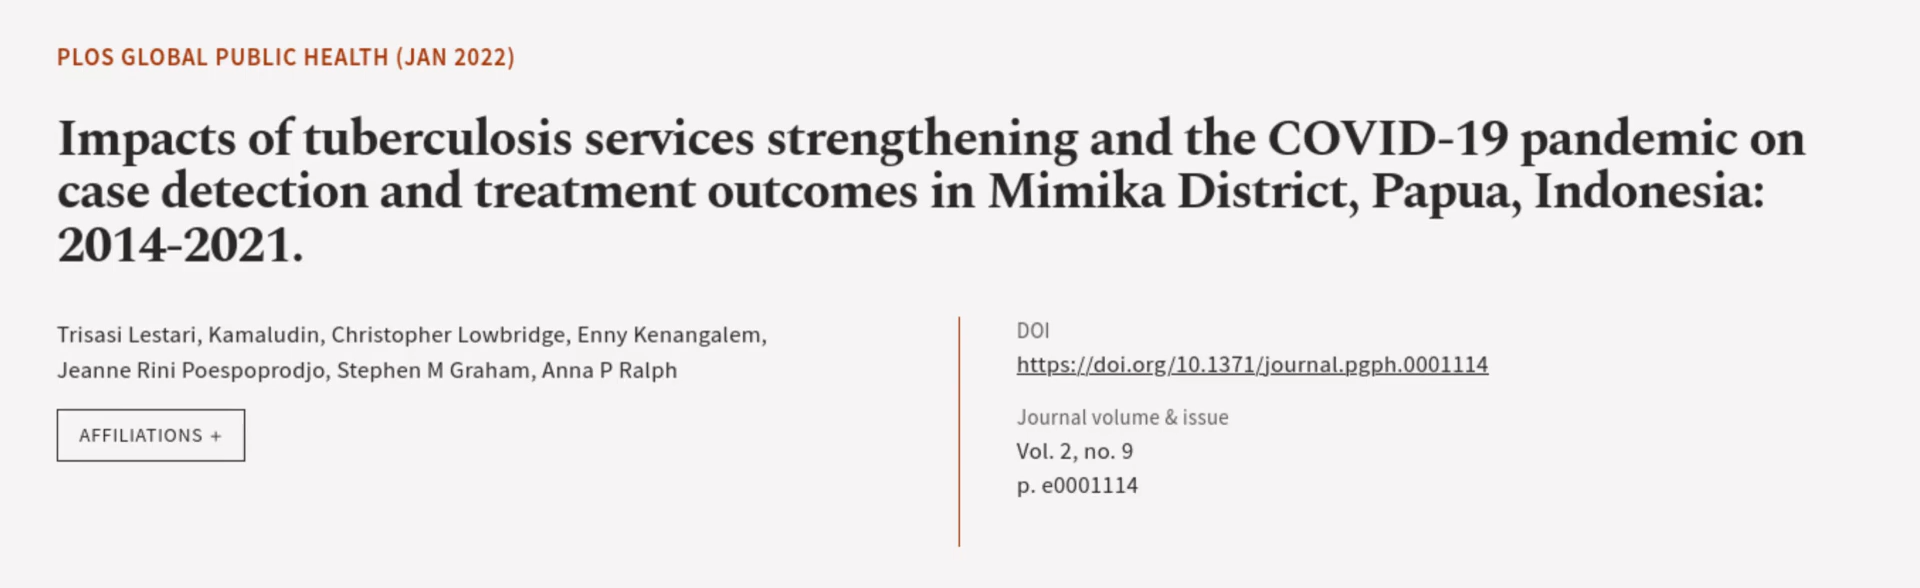 PLOS GLOBAL PUBLIC HEALTH (JAN 2022)
Impacts of tuberculosis services strengthening and the COVID-19 pandemic on
case detection and treatment outcomes in Mimika District, Papua, Indonesia:
2014-2021.
Trisasi Lestari, Kamaludin, Christopher Lowbridge, Enny Kenangalem,
Jeanne Rini Poespoprodjo, Stephen M Graham, Anna P Ralph
AFFILIATIONS +
DOI
https://doi.org/10.1371/journal.pgph.0001114
Journal volume & issue
Vol. 2, no. 9
p. e0001114